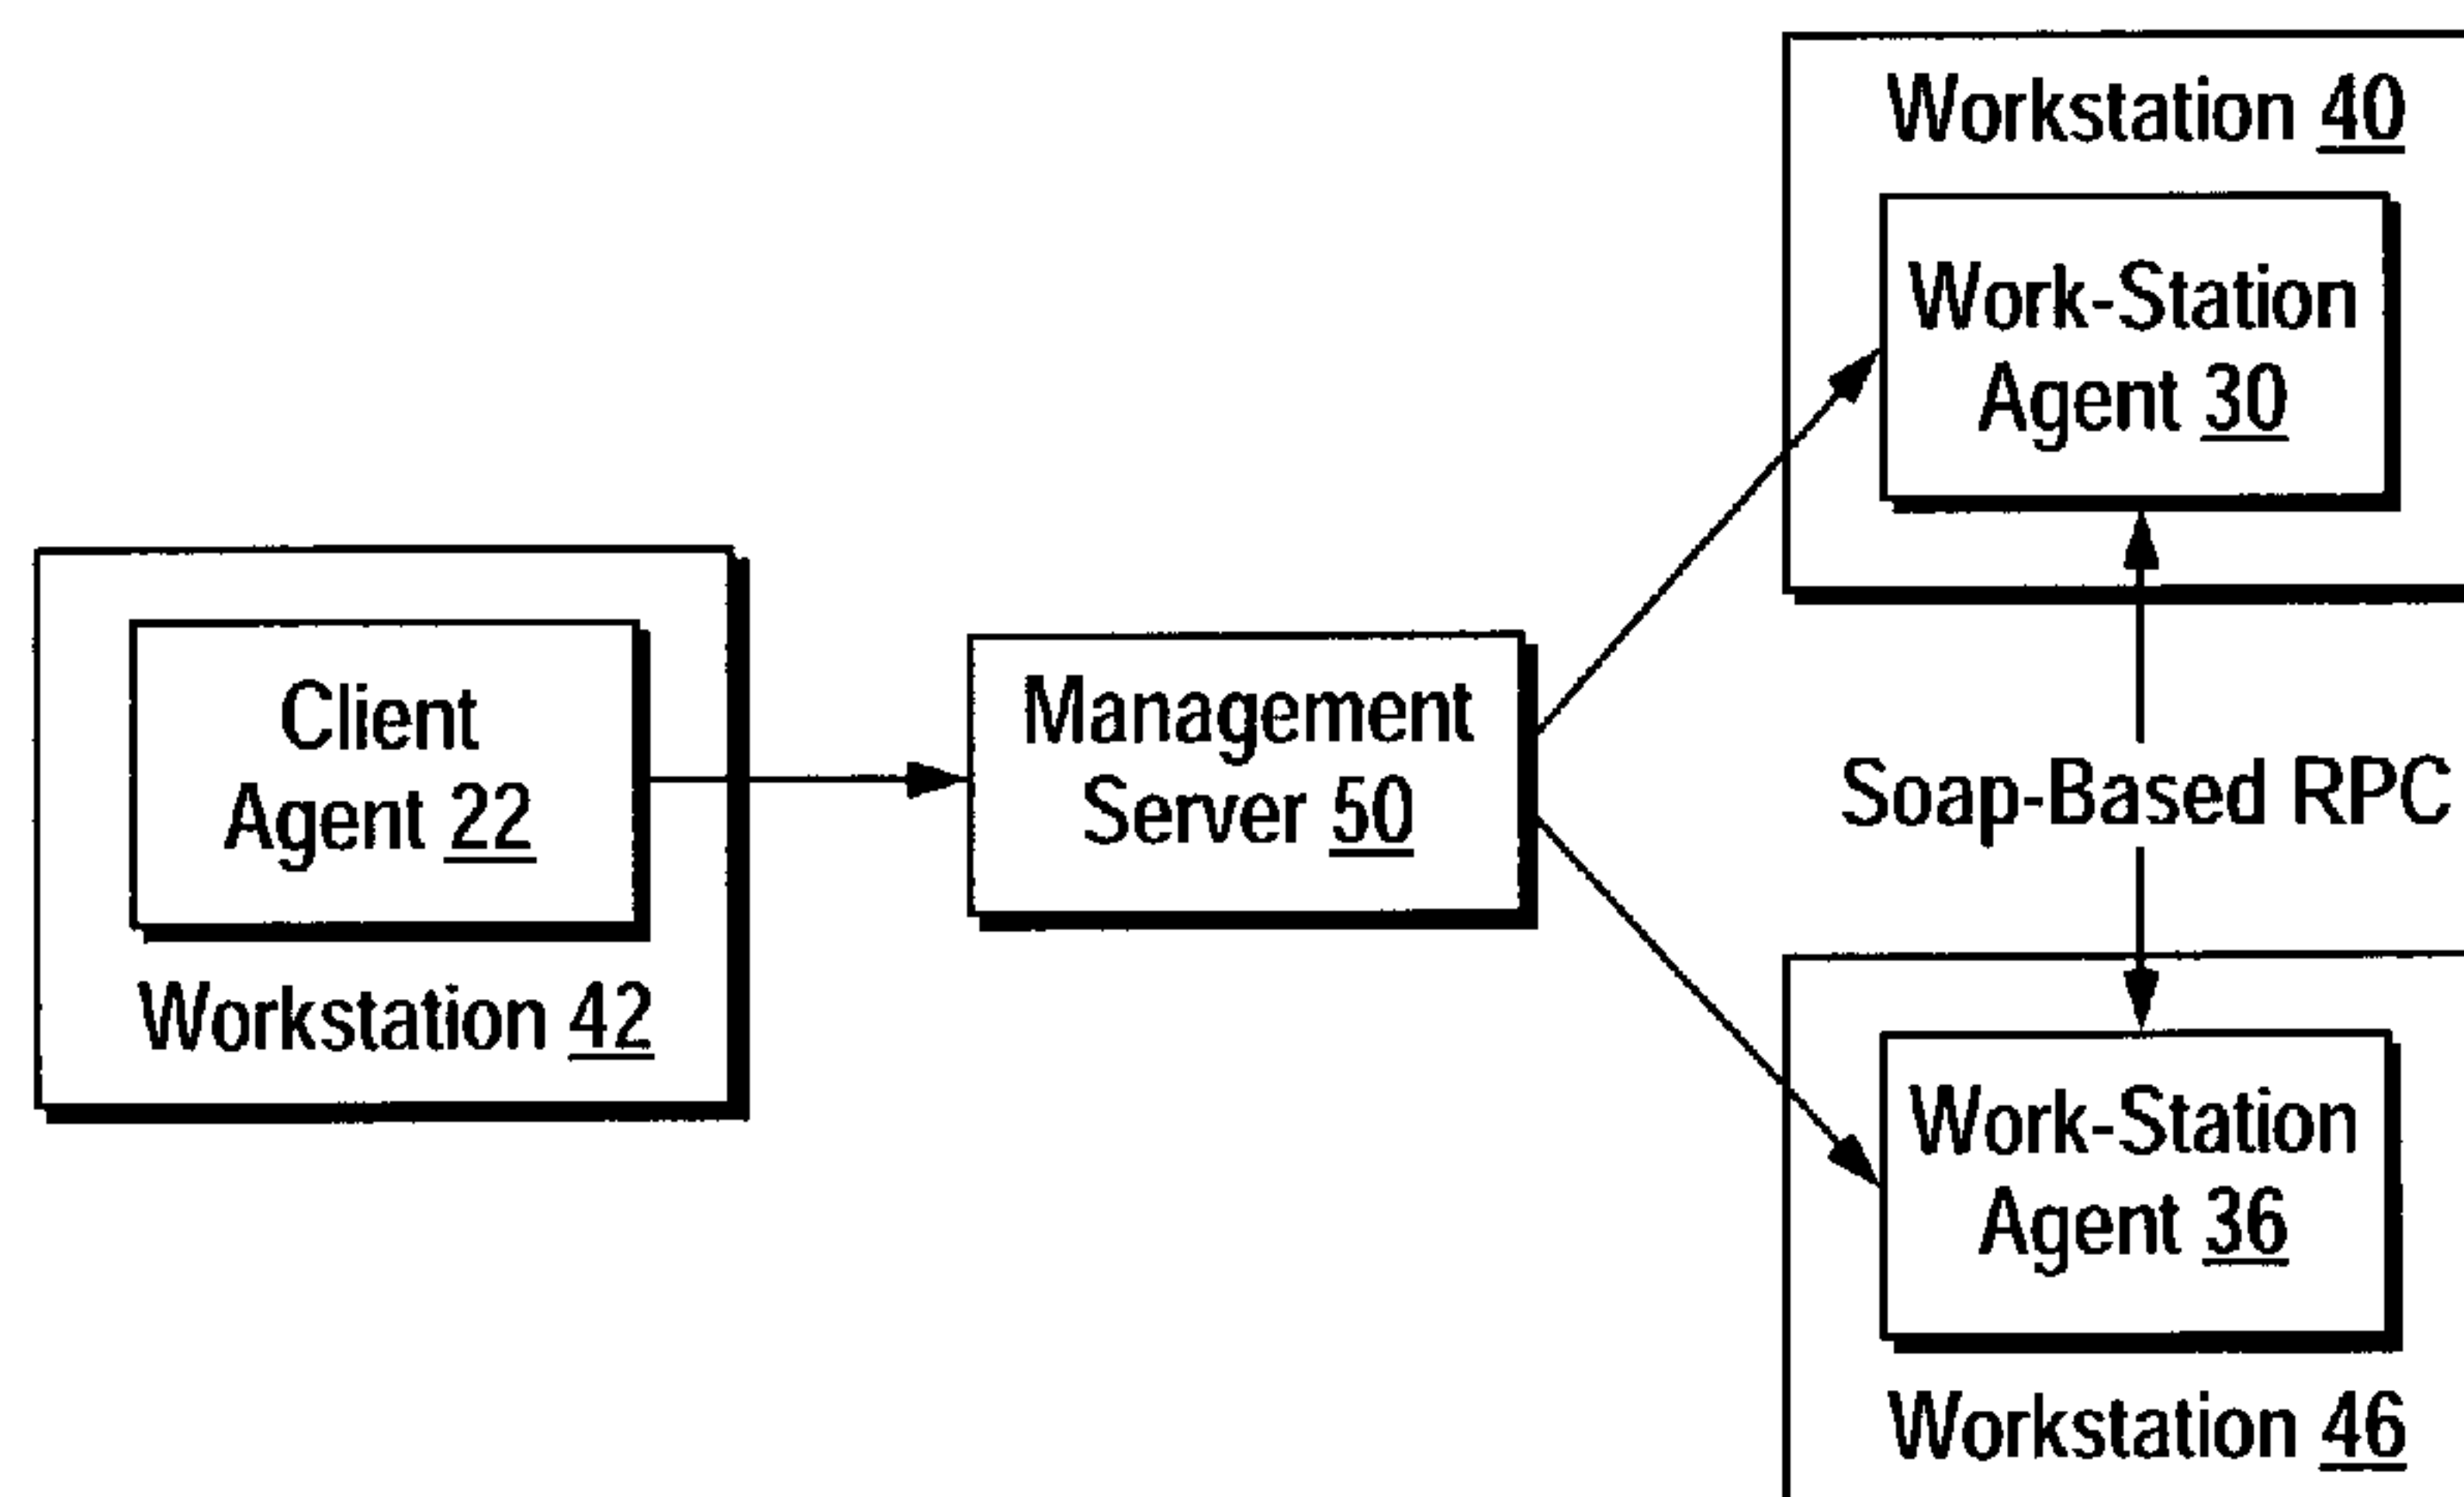 Workstation 40
Work-Station
Agent 30
Client
Agent 22
Workstation 42
Management
Server 50
Soap-Based RPC
Work-Station
Agent 36
Workstation 46